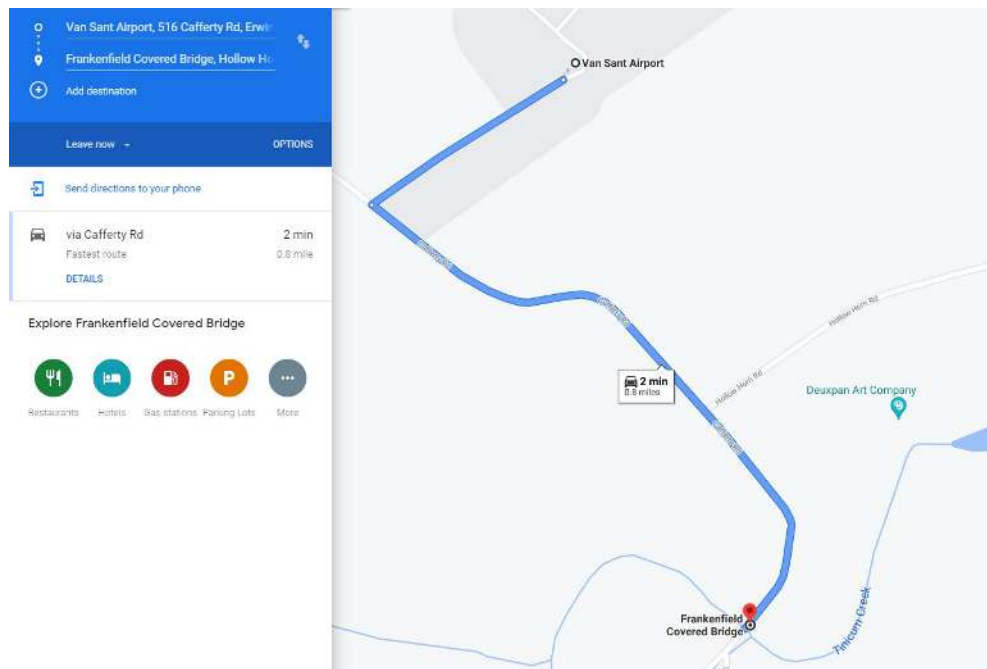 Van Sant Airport, 516 Cafferty Rd, Erwin
Frankenfield Covered Bridge, Hollow Ho
Add destination
Leave now
OPTIONS
Send directions to your phone
via Cafferty Rd
2 min
Fastest route
0.8 mile
DETAILS
Explore Frankenfield Covered Bridge
Restaurants
Hotels
Gas stations
Parking Lots
More
Van Sant Airport
Hollow Horn Rd
2 min
0.8 miles
Hollow Horn Rd
Deuxpan Art Company
Frankenfield
Covered Bridge
Tinicum Creek